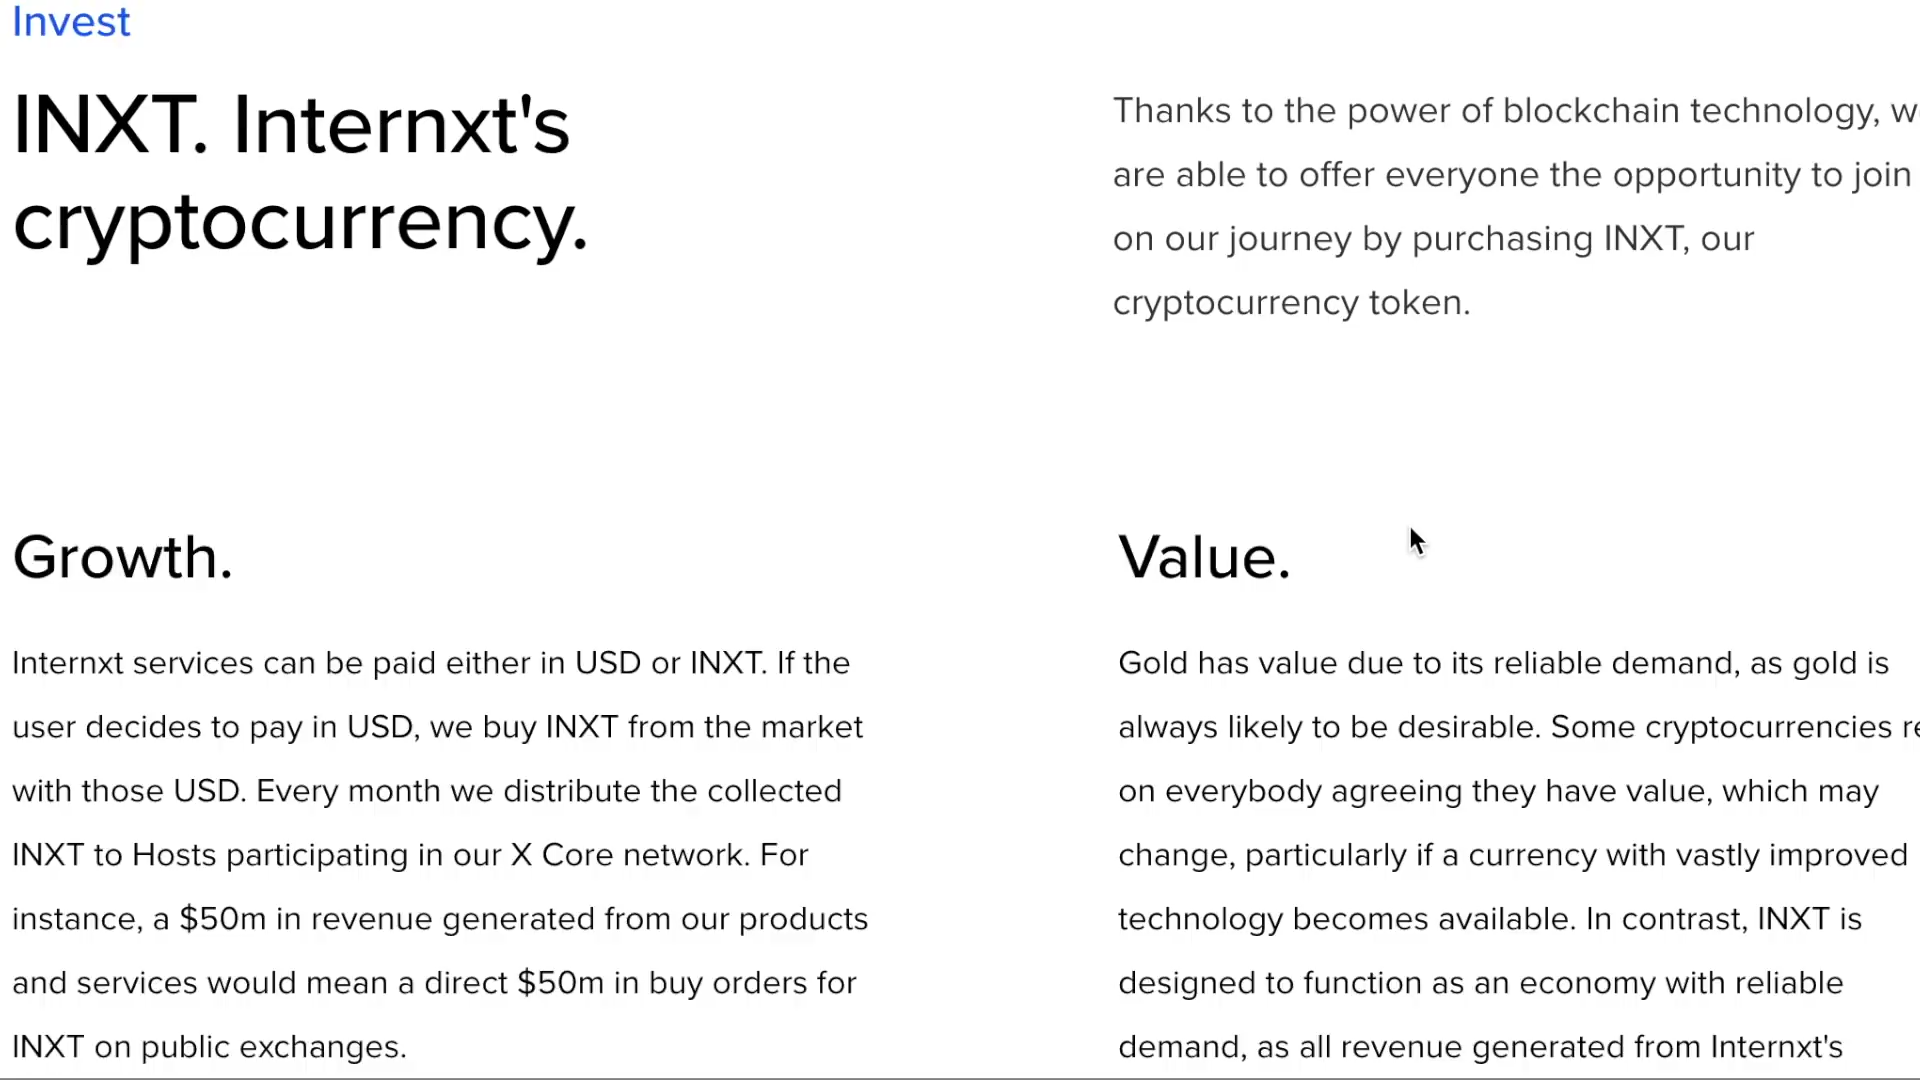 Invest
INXT. Internxt's
cryptocurrency.
Thanks to the power of blockchain technology,
are able to offer everyone the opportunity to join
on our journey by purchasing INXT, our
cryptocurrency token.
Growth.
Internxt services can be paid either in USD or INXT. If the
user decides to pay in USD, we buy INXT from the market
with those USD. Every month we distribute the collected
INXT to Hosts participating in our X Core network. For
instance, a $50m in revenue generated from our products
and services would mean a direct $50m in buy orders for
INXT on public exchanges.
Value.
Gold has value due to its reliable demand, as gold is
always likely to be desirable. Some cryptocurrencies
on everybody agreeing they have value, which may
change, particularly if a currency with vastly improved
technology becomes available. In contrast, INXT is
designed to function as an economy with reliable
demand, as all revenue generated from Internxt's